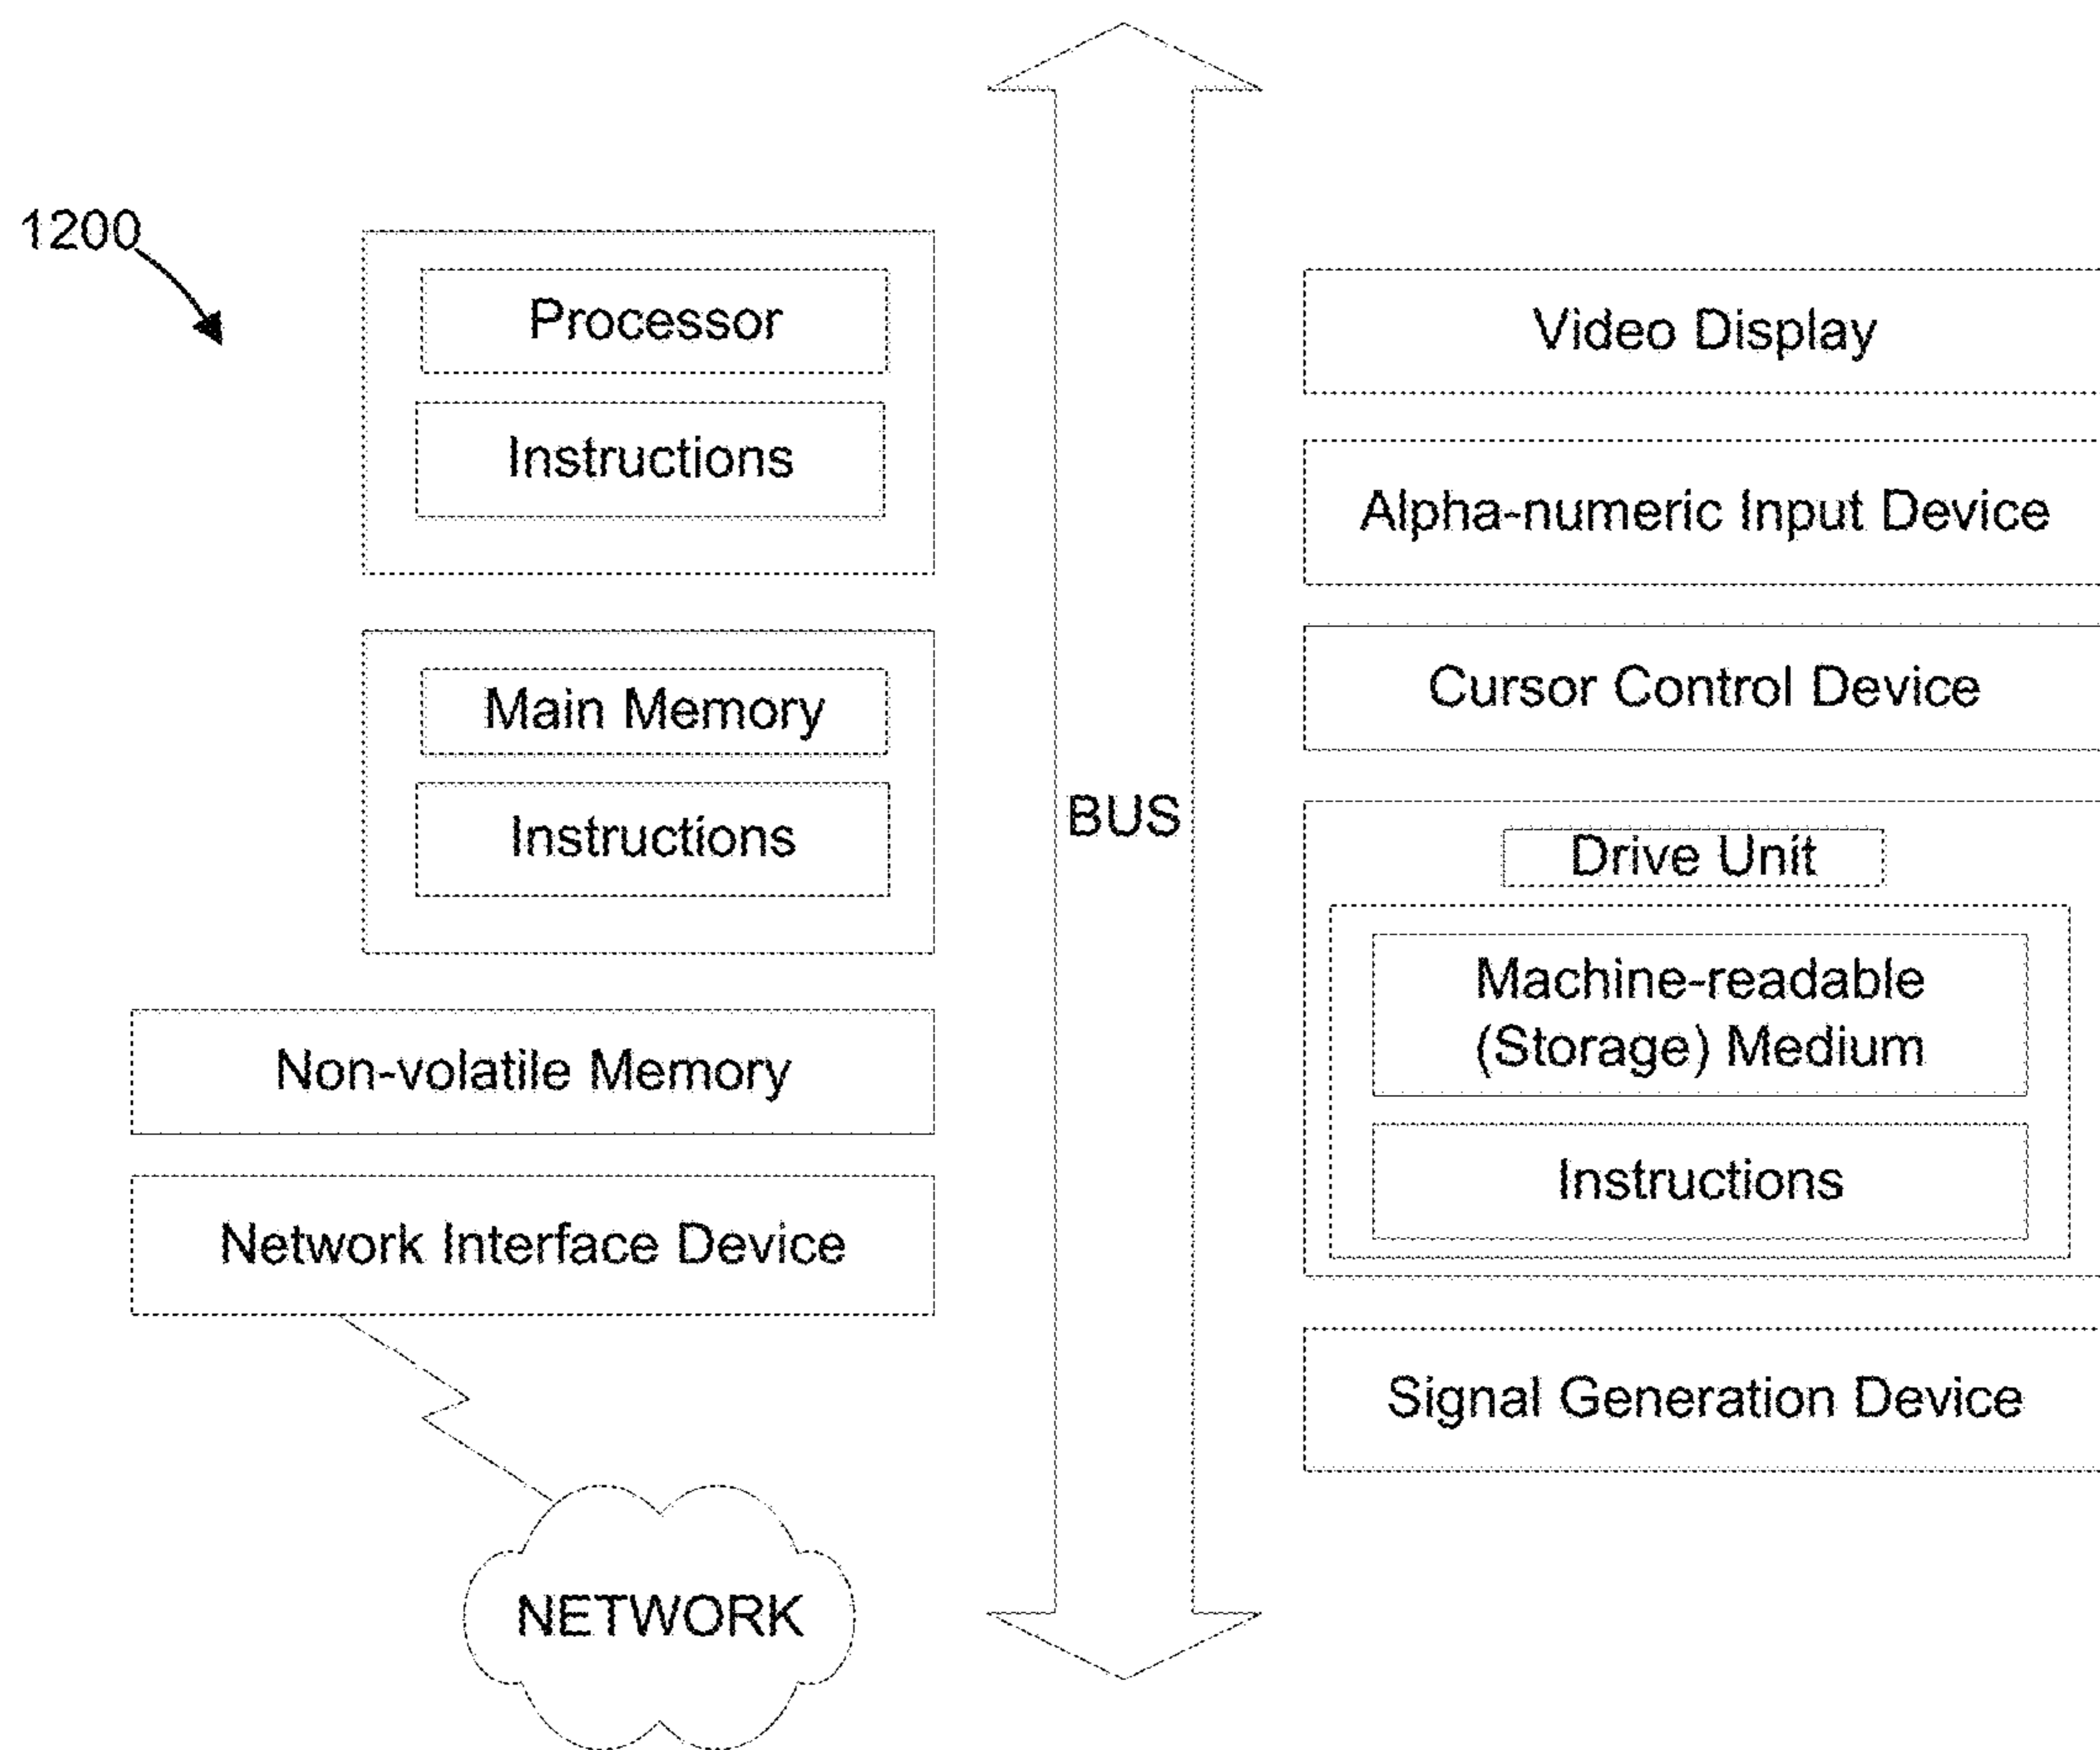 1200
Processor
Instructions
Main Memory
Instructions
Non-volatile Memory
Network Interface Device
NETWORK
BUS
Video Display
Alpha-numeric Input Device
Cursor Control Device
Drive Unit
Machine-readable
(Storage) Medium
Instructions
Signal Generation Device